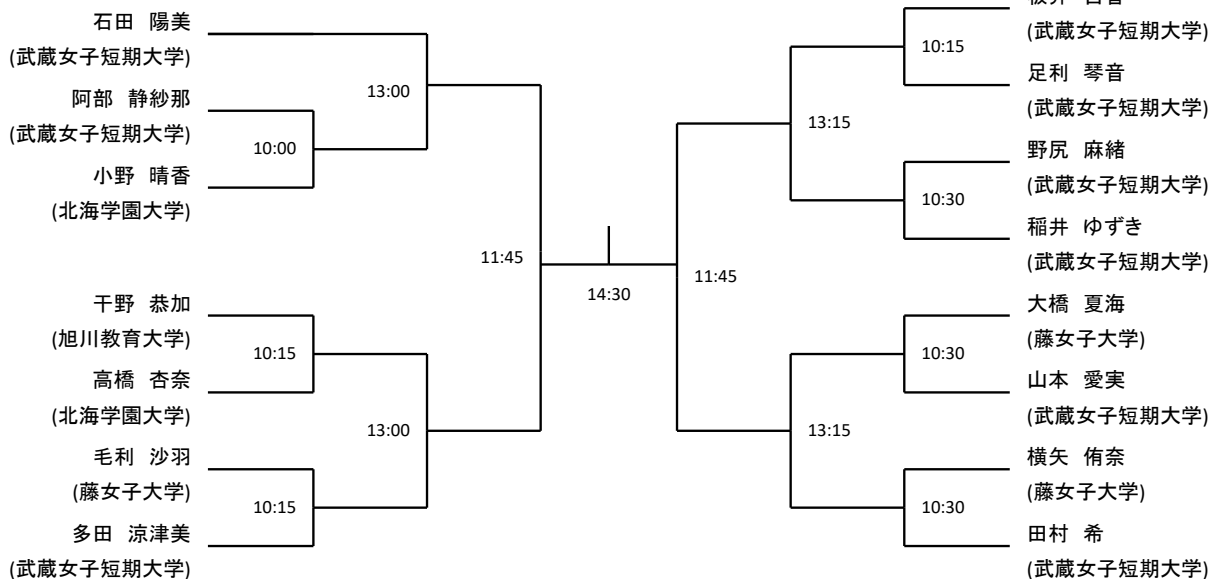 石田 陽美
(武蔵女子短期大学)
阿部 静紗那
(武蔵女子短期大学)
小野 晴香
(北海学園大学)
干野 恭加
(旭川教育大学)
高橋 杏奈
(北海学園大学)
毛利 沙羽
(藤女子大学)
多田 涼津美
(武蔵女子短期大学)
10:00
10:15
10:15
13:00
13:00
11:45
14:30
11:45
13:15
13:15
10:15
10:30
10:30
10:30
(武蔵女子短期大学)
足利 琴音
(武蔵女子短期大学)
野尻 麻緒
(武蔵女子短期大学)
稲井 ゆずき
(武蔵女子短期大学)
大橋 夏海
(藤女子大学)
山本 愛実
(武蔵女子短期大学)
横矢 侑奈
(藤女子大学)
田村 希
(武蔵女子短期大学)